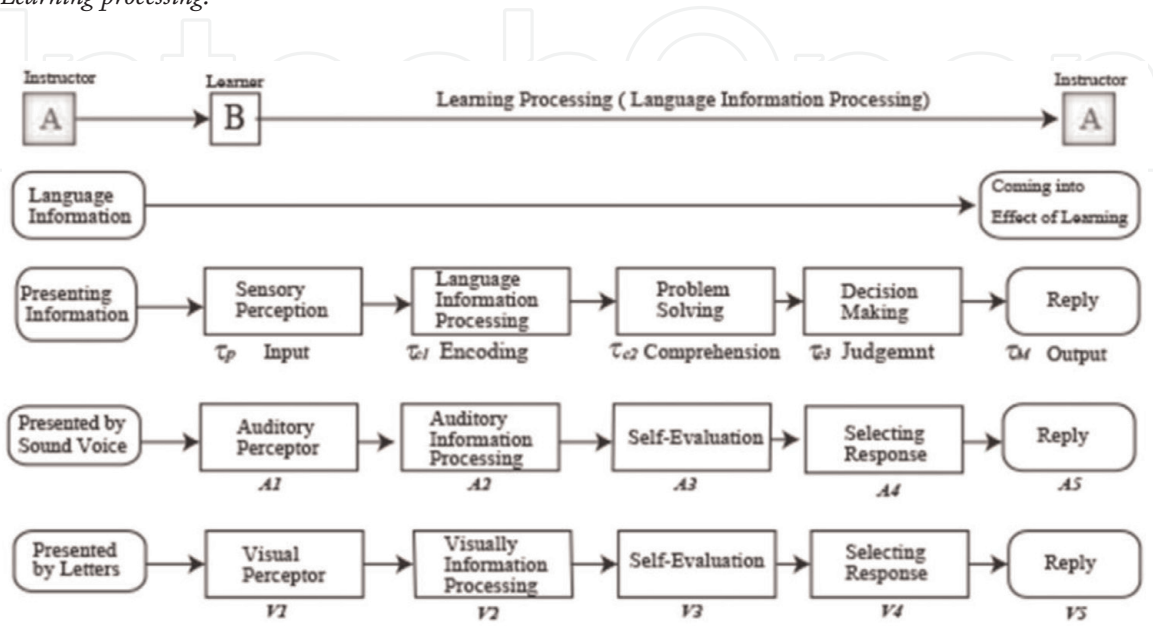 Learning processing.
IntechOpen
Instructor
Learner
Instructor
A
B
Learning Processing ( Language Information Processing)
A
Language
Information
Coming into
Effect of Learning
Presenting
Information
Sensory
Perception
Language
Information
Processing
Problem
Solving
Decision
Making
Reply
τp Input
τc1 Encoding
τc2 Comprehension
τc3 Judgemnt
τM Output
Presented by
Sound Voice
Auditory
Perceptor
Auditory
Information
Processing
Self-Evaluation
Selecting
Response
Reply
A1
A2
A3
A4
A5
Presented
by Letters
Visual
Perceptor
Visually
Information
Processing
Self-Evaluation
Selecting
Response
Reply
V1
V2
V3
V4
V5